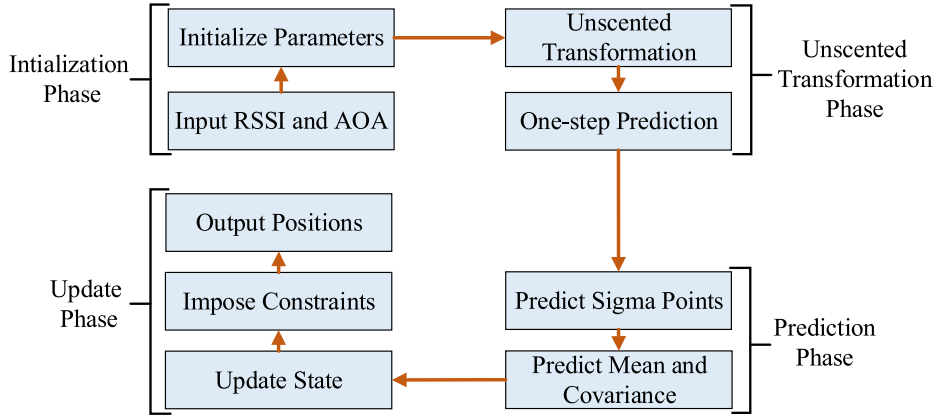 Intialization
Phase
Initialize Parameters
Input RSSI and AOA
Unscented
Transformation
One-step Prediction
Unscented
Transformation
Phase
Predict Sigma Points
Predict Mean and
Covariance
Prediction
Phase
Update
Phase
Output Positions
Impose Constraints
Update State